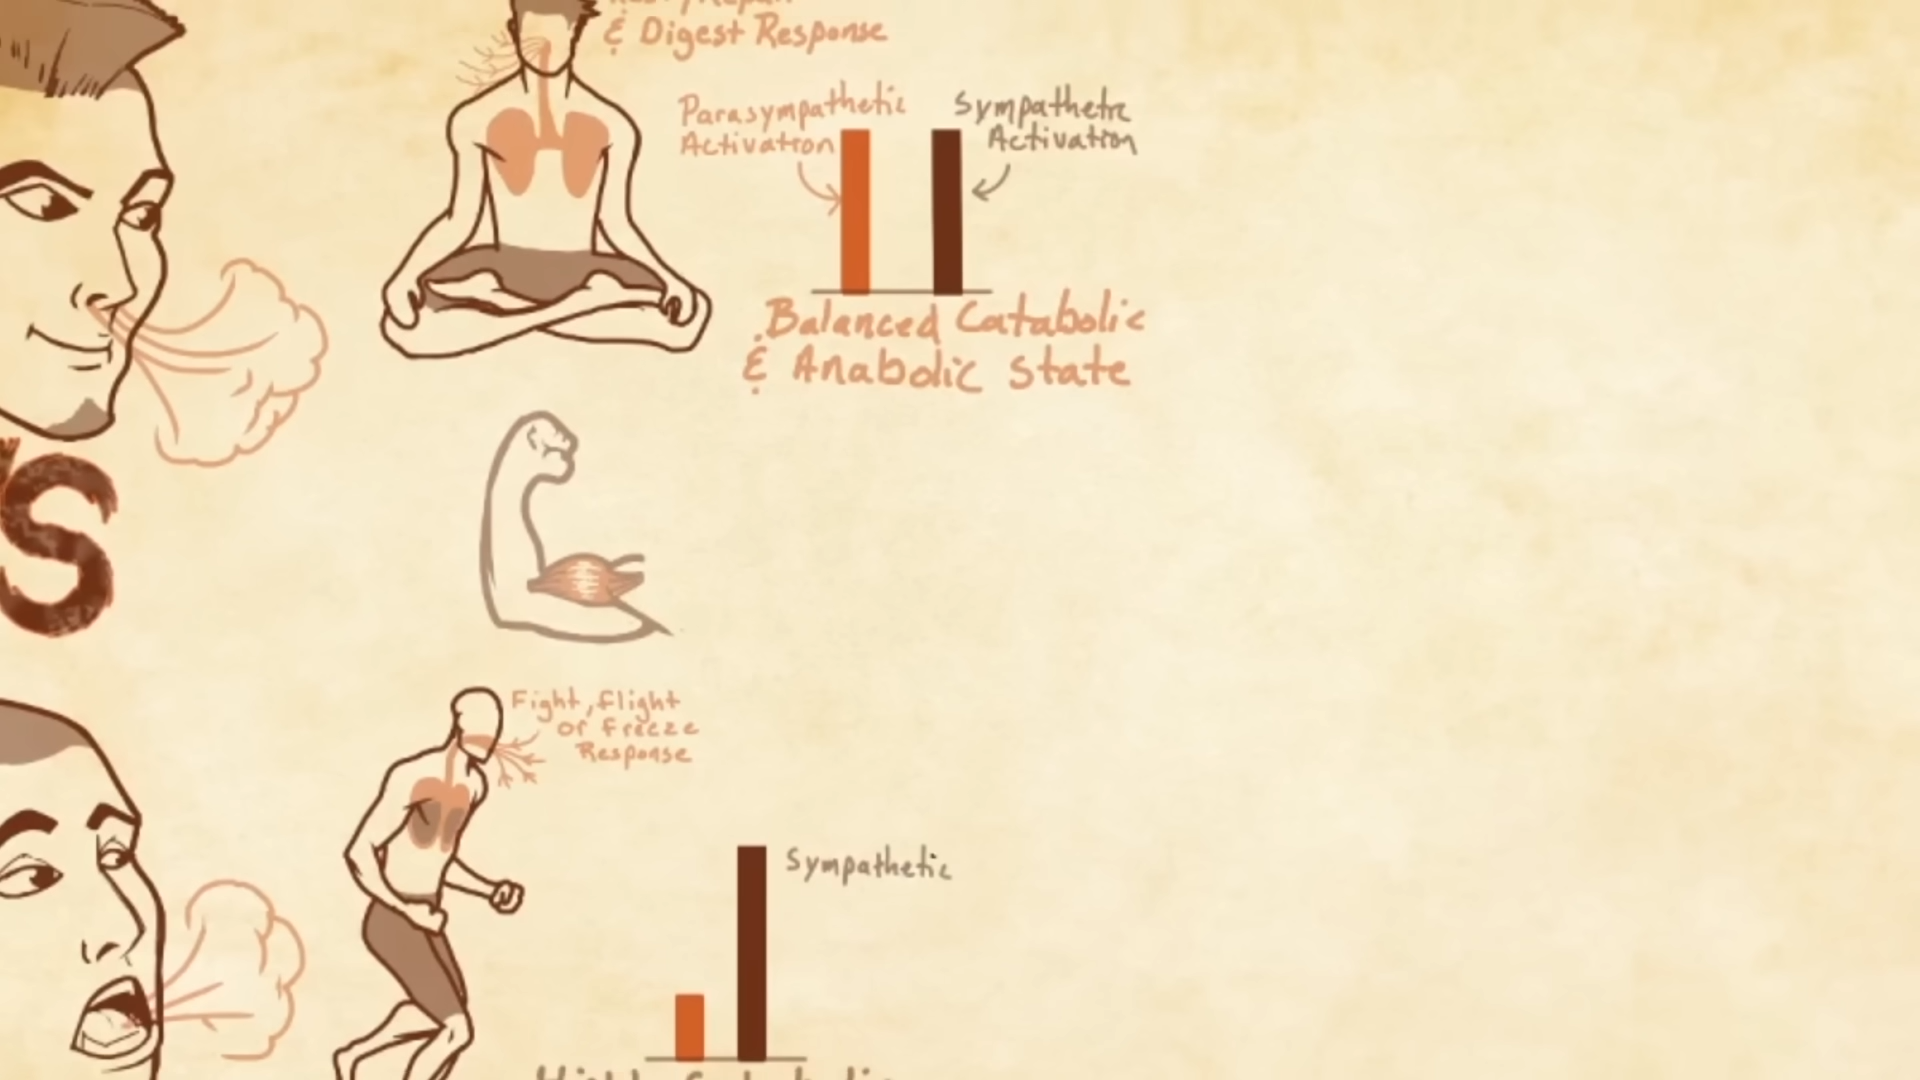 & Digest Response
Parasympathetic
Activation
Sympathetic
Activation
Balanced Catabolic
& Anabolic State
S
Fight, flight
or freeze
Response
Sympathetic